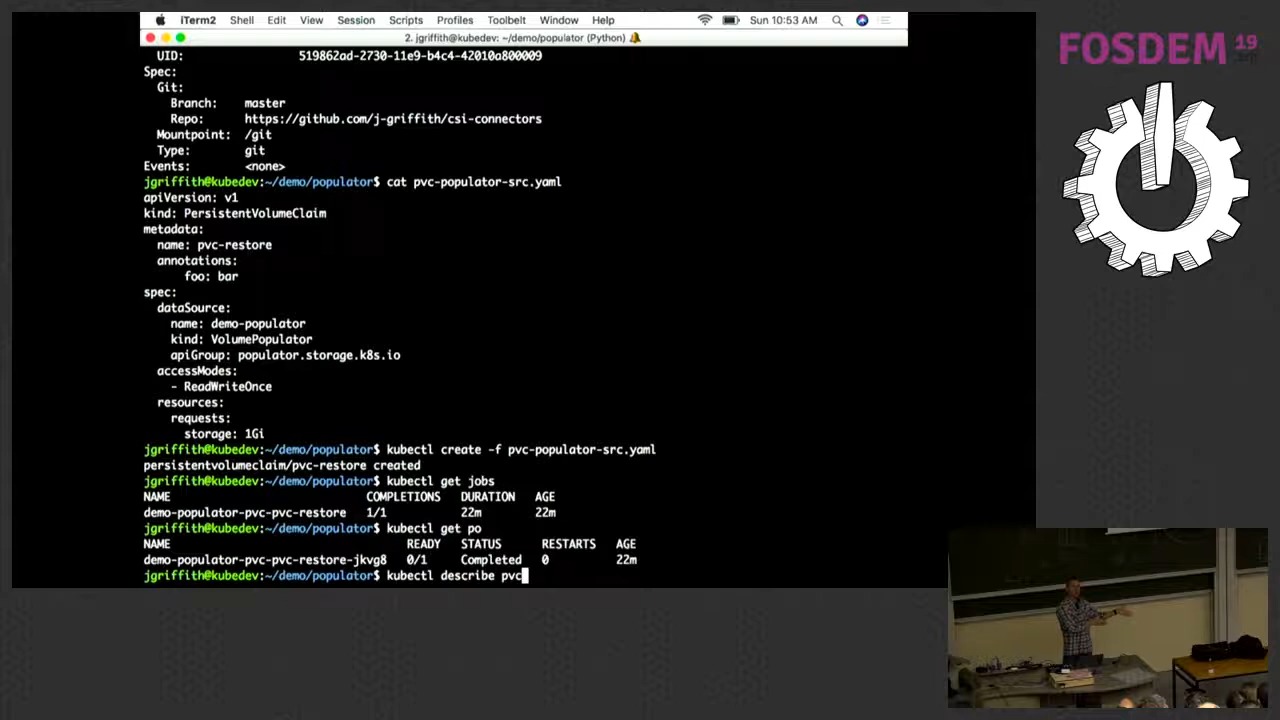 iTerm2 Shell Edit View Session Scripts Profiles Toolbelt Window Help Sun 10:53 AM
2. jgriffith@kubedev: ~/demo/populator (Python)
FOSDEM 19
UID: 519862ad-2730-11e9-b4c4-42010a800009
Spec:
Git:
Branch: master
Repo: https://github.com/j-griffith/csi-connectors
Mountpoint: /git
Type: git
Events: <none>
jgriffith@kubedev:~/demo/populator$ cat pvc-populator-src.yaml
apiVersion: v1
kind: PersistentVolumeClaim
metadata:
name: pvc-restore
annotations:
foo: bar
spec:
dataSource:
name: demo-populator
kind: VolumePopulator
apiGroup: populator.storage.k8s.io
accessModes:
- ReadWriteOnce
resources:
requests:
storage: 1Gi
jgriffith@kubedev:~/demo/populator$ kubectl create -f pvc-populator-src.yaml
persistentvolumeclaim/pvc-restore created
jgriffith@kubedev:~/demo/populator$ kubectl get jobs
NAME COMPLETIONS DURATION AGE
demo-populator-pvc-pvc-restore 1/1 22m 22m
jgriffith@kubedev:~/demo/populator$ kubectl get po
NAME READY STATUS RESTARTS AGE
demo-populator-pvc-pvc-restore-jkvg8 0/1 Completed 0 22m
jgriffith@kubedev:~/demo/populator$ kubectl describe pvc